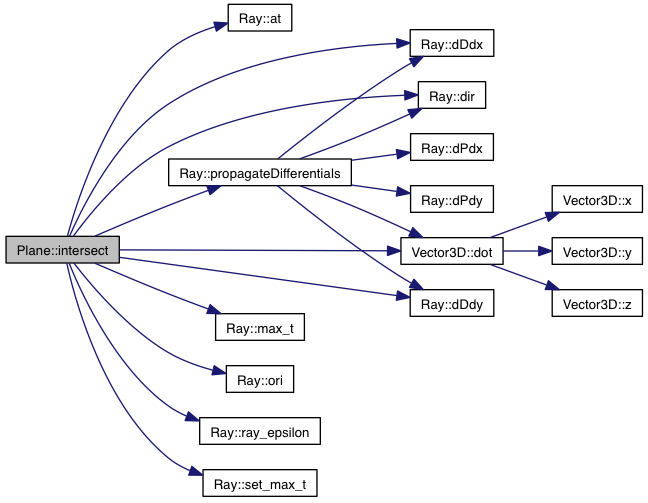 Ray::at
Ray::dDdx
Ray::dir
Ray::dPdx
Ray::propagateDifferentials
Ray::dPdy
Vector3D::x
Plane::intersect
Vector3D::dot
Vector3D::y
Ray::dDdy
Vector3D::z
Ray::max_t
Ray::ori
Ray::ray_epsilon
Ray::set_max_t